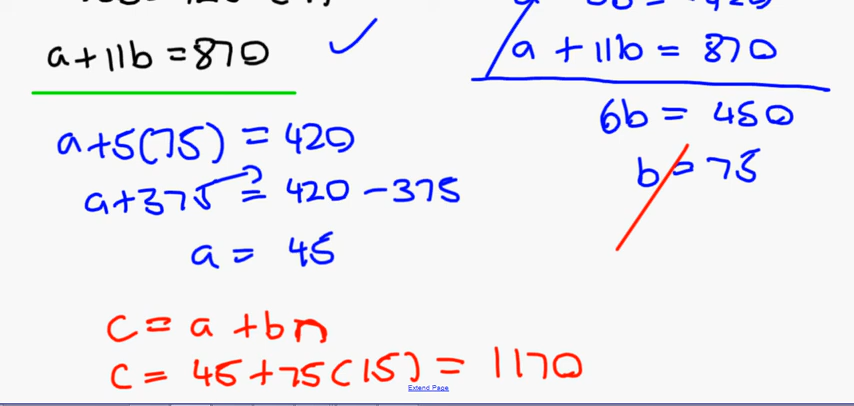 a + 11b = 870
a + 11b = 870
6b = 450
b = 75
a + 5(75) = 420
a + 375 = 420 - 375
a = 45
c = a + bn
c = 45 + 75(15) = 1170
Extend Page